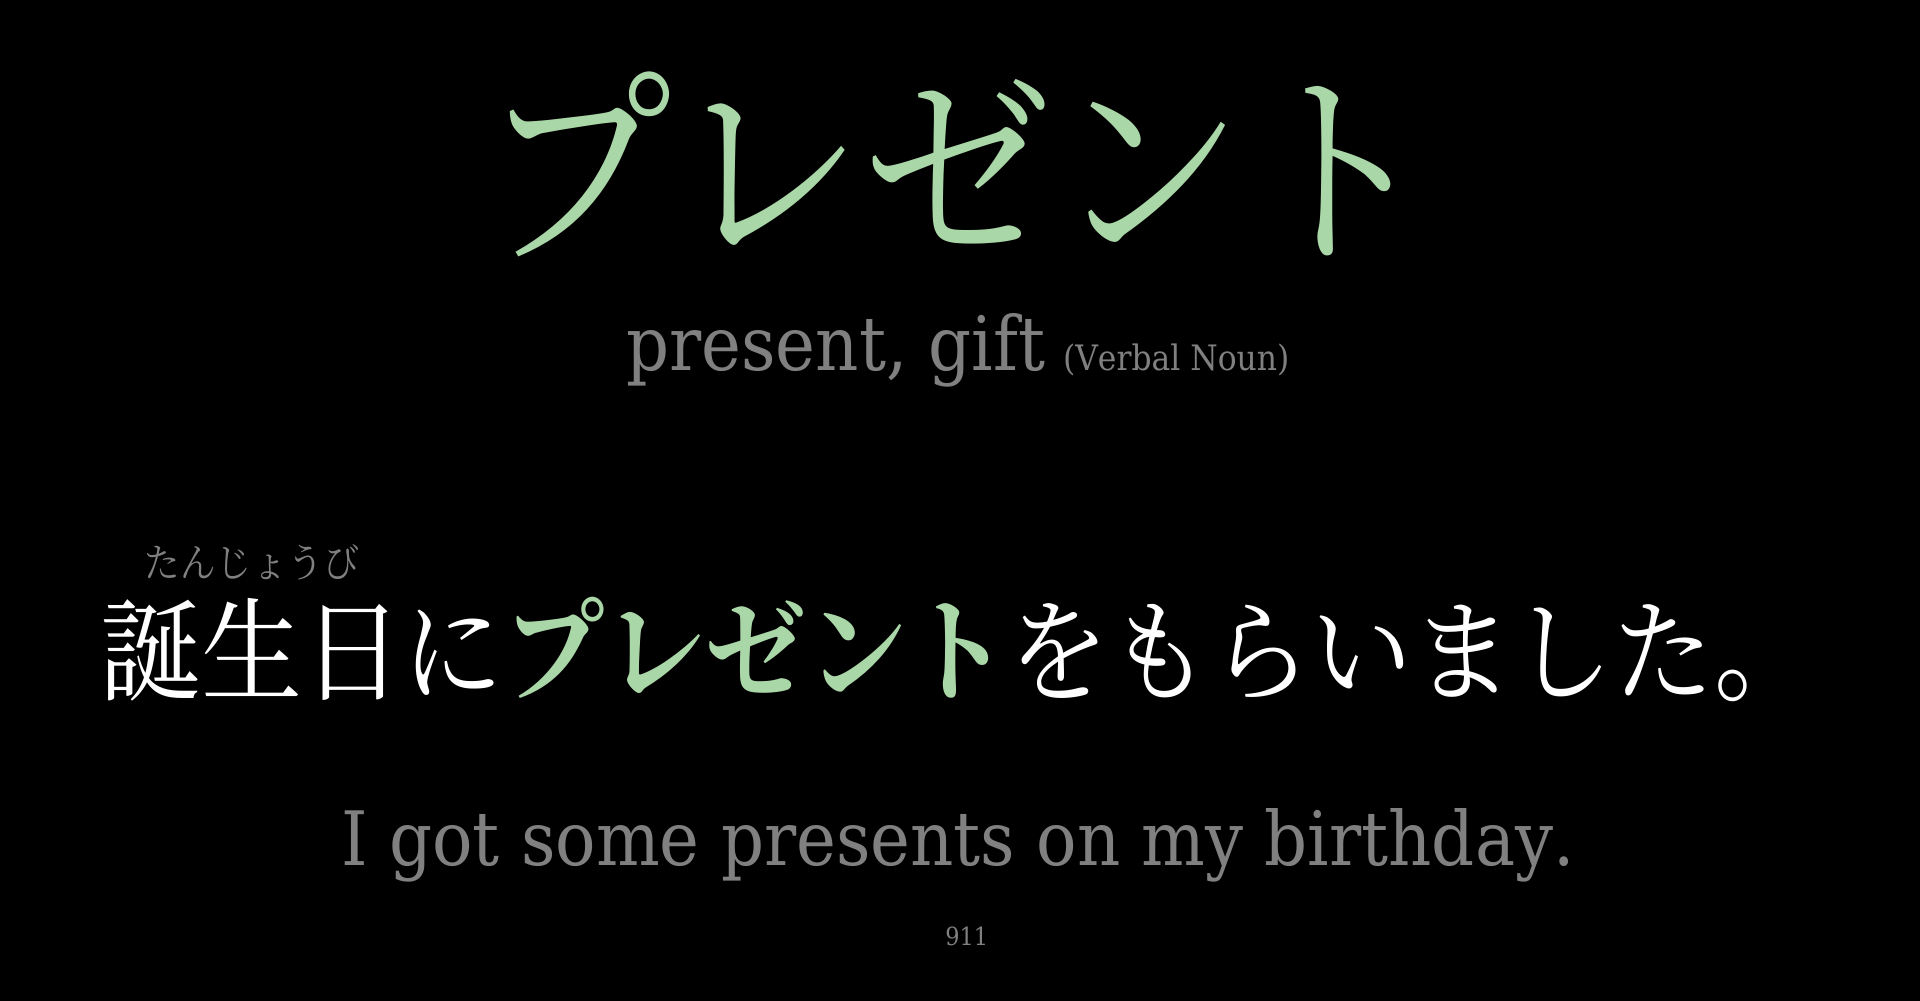 プレゼント
present, gift (Verbal Noun)
たんじょうび
誕生日にプレゼントをもらいました。
I got some presents on my birthday.
911